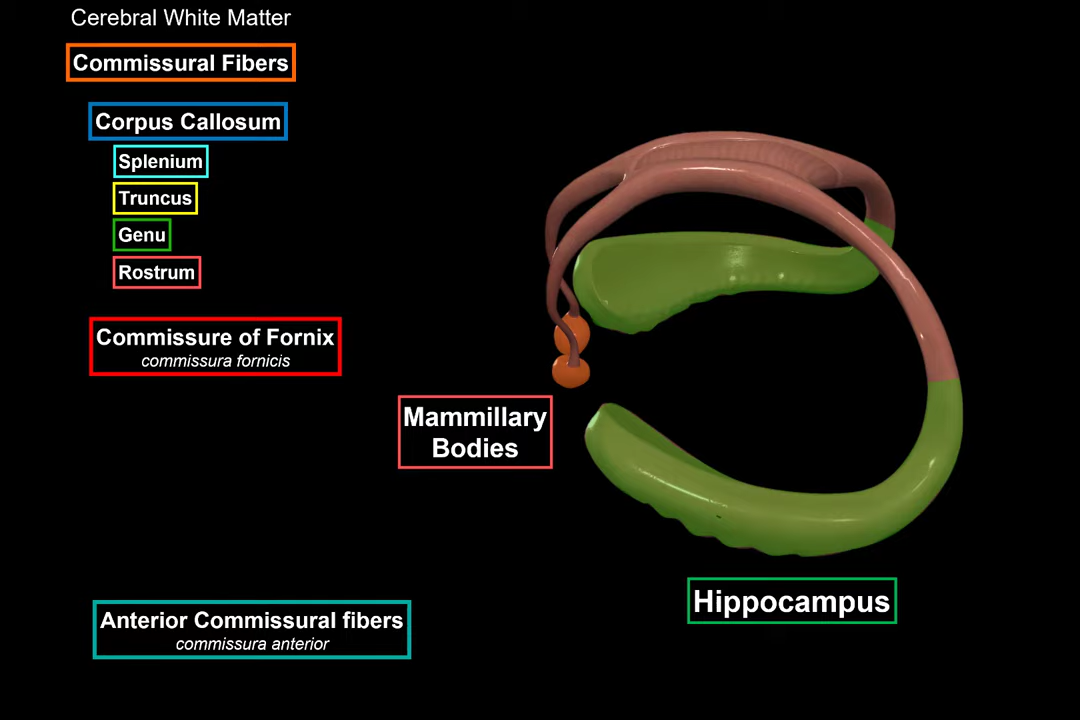 Cerebral White Matter
Commissural Fibers
Corpus Callosum
Splenium
Truncus
Genu
Rostrum
Commissure of Fornix
commissura fornicis
Mammillary
Bodies
Hippocampus
Anterior Commissural fibers
commissura anterior